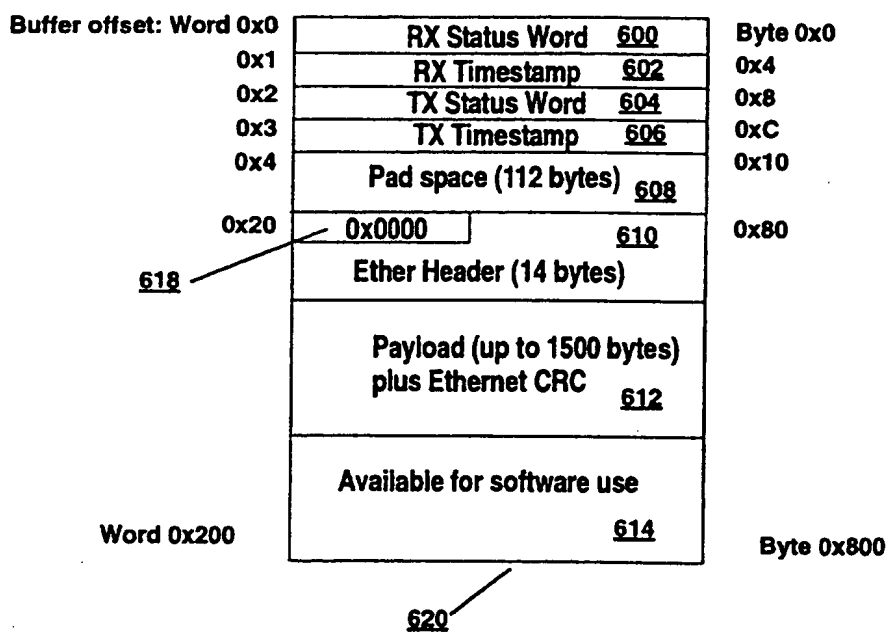 Buffer offset: Word 0x0 RX Status Word 600 Byte 0x0
0x1 RX Timestamp 602 0x4
0x2 TX Status Word 604 0x8
0x3 TX Timestamp 606 0xC
0x4 Pad space (112 bytes) 608 0x10
0x20 0x0000 610 0x80
618 Ether Header (14 bytes)
Payload (up to 1500 bytes)
plus Ethernet CRC 612
Available for software use
Word 0x200 614 Byte 0x800
620